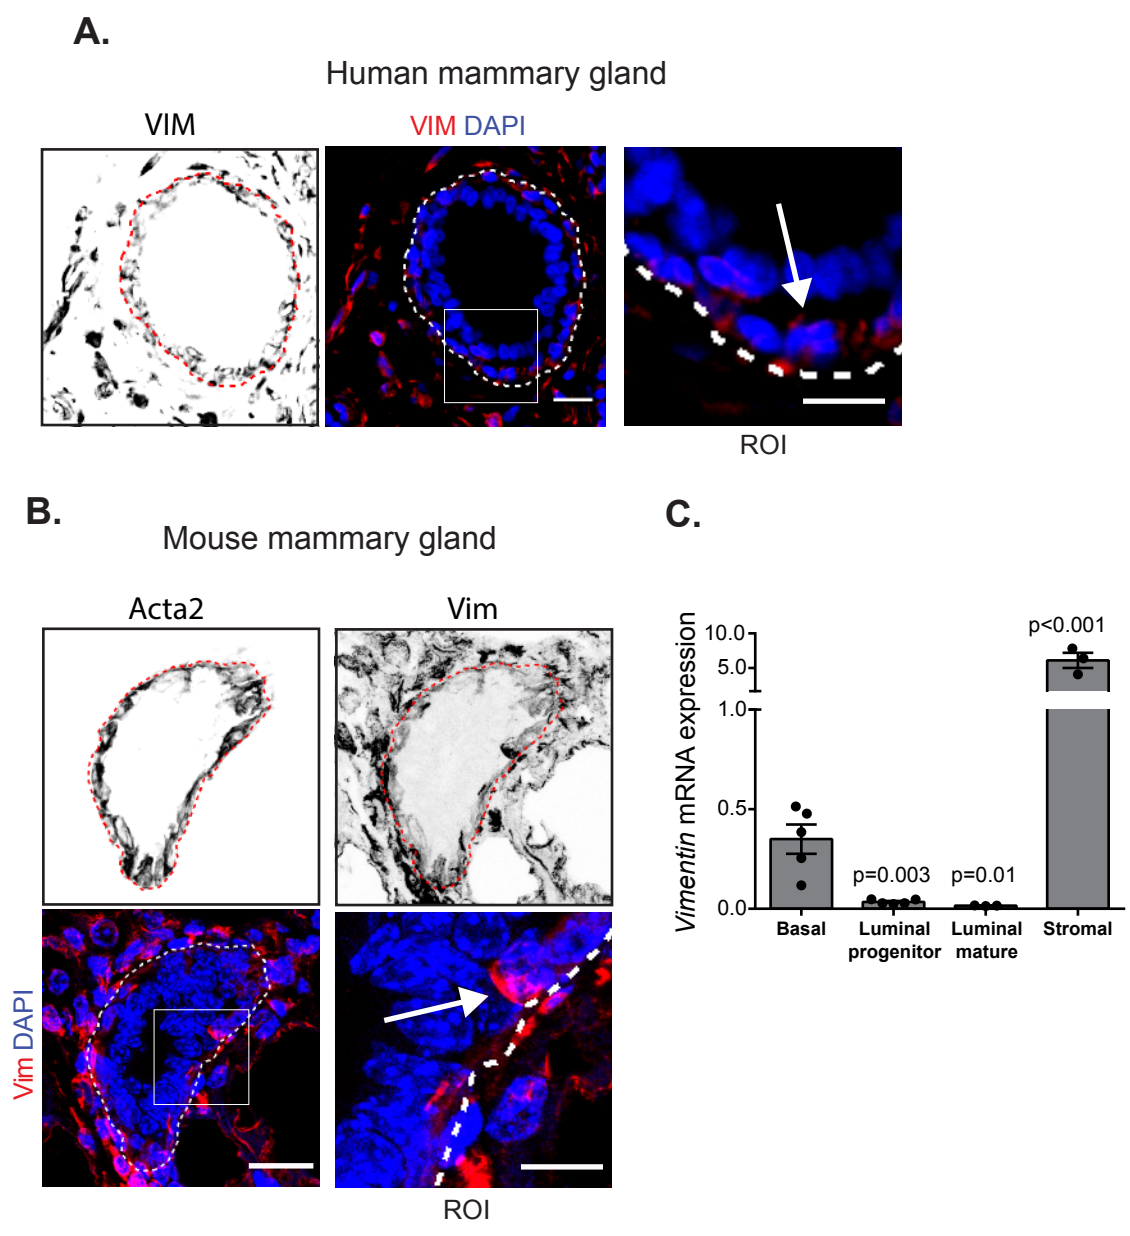 A.
Human mammary gland
VIM
VIM DAPI
ROI
B.
Mouse mammary gland
Acta2
Vim
Vim DAPI
ROI
C.
Vimentin mRNA expression
10.0
5.0
1.0
0.5
0.0
p=0.003
p=0.01
p<0.001
Basal
Luminal
progenitor
Luminal
mature
Stromal